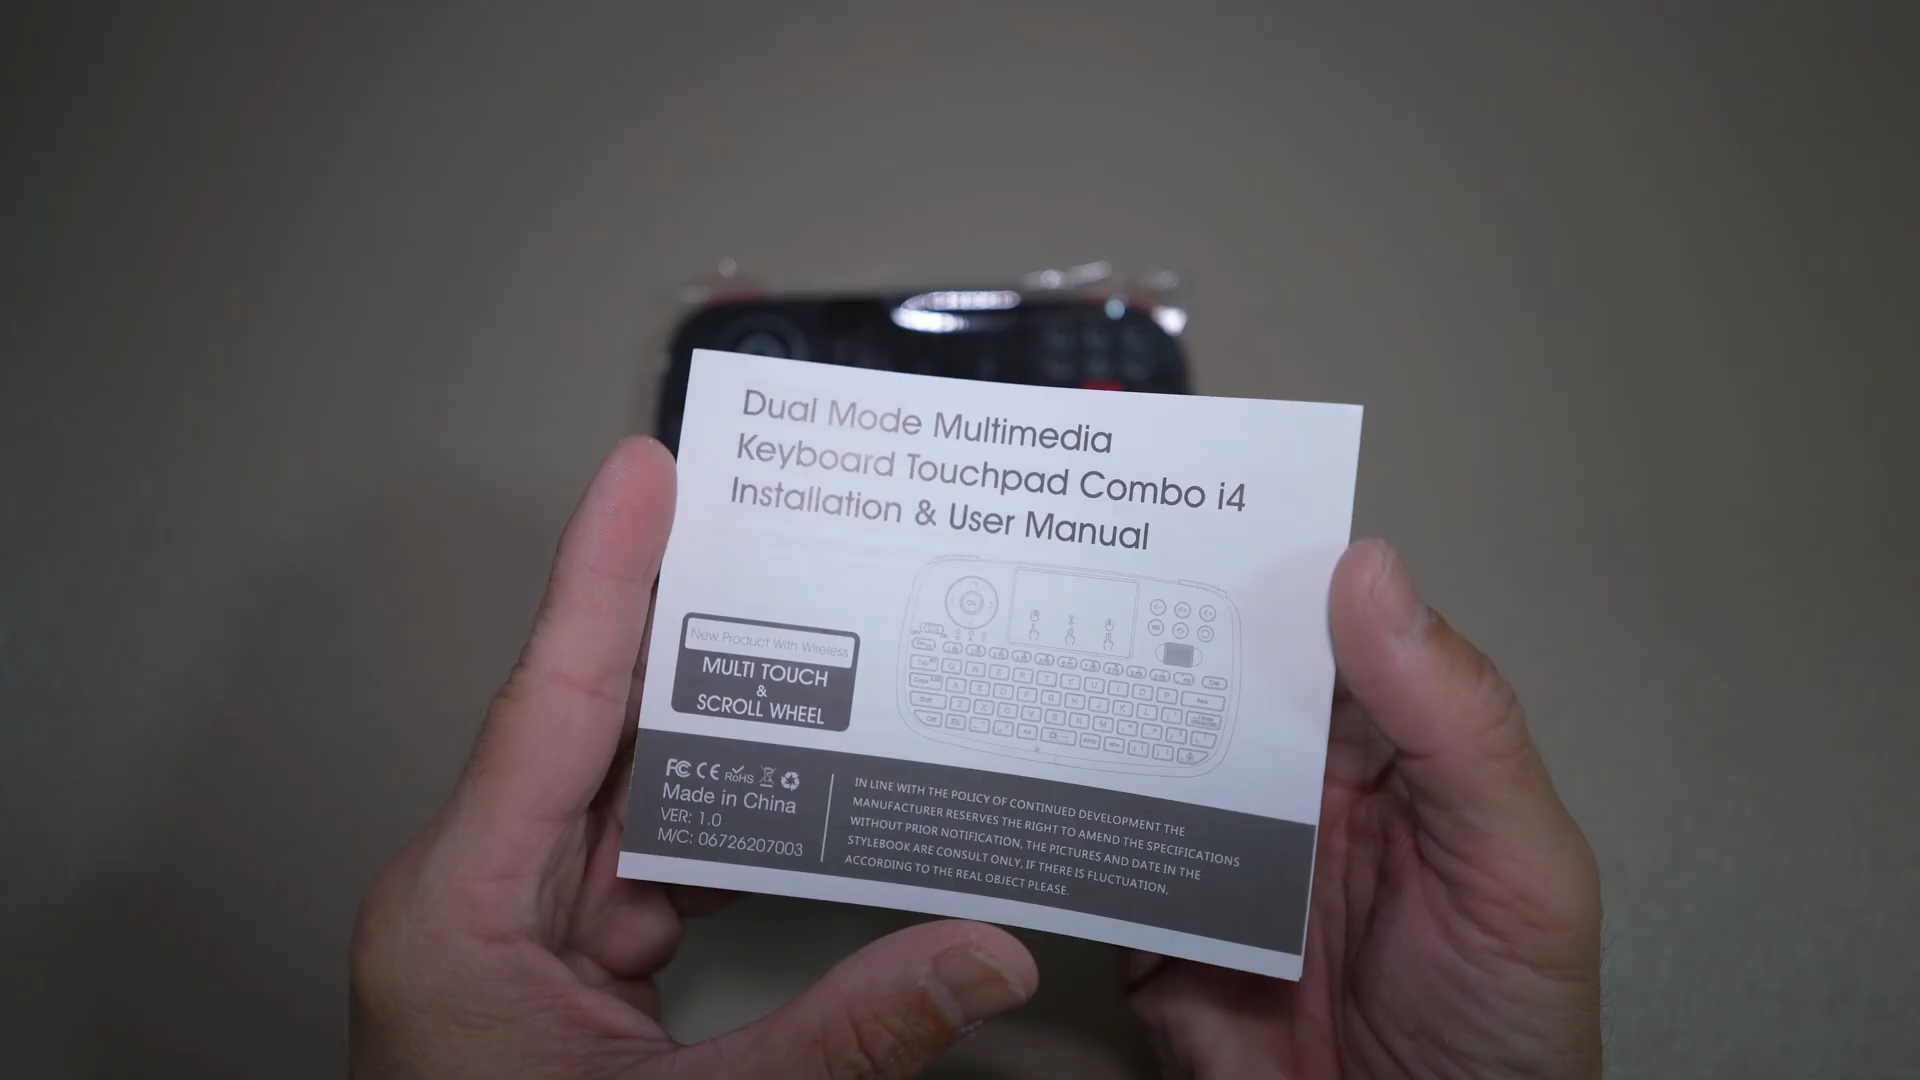 Dual Mode Multimedia
Keyboard Touchpad Combo i4
Installation & User Manual
New Product With Wireless
MULTI TOUCH
&
SCROLL WHEEL
FC CE RoHS
Made in China
VER: 1.0
M/C: 06726207003
IN LINE WITH THE POLICY OF CONTINUED DEVELOPMENT THE
MANUFACTURER RESERVES THE RIGHT TO AMEND THE SPECIFICATIONS
WITHOUT PRIOR NOTIFICATION, THE PICTURES AND DATE IN THE
STYLEBOOK ARE CONSULT ONLY, IF THERE IS FLUCTUATION,
ACCORDING TO THE REAL OBJECT PLEASE.